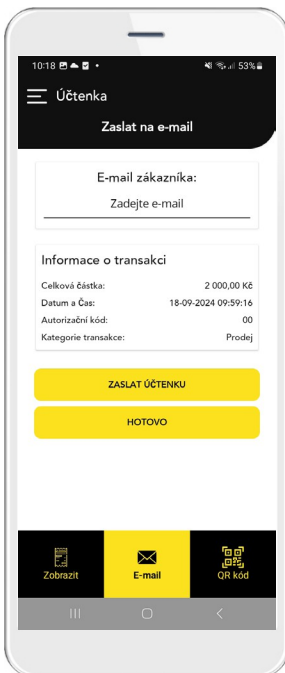 10:18 53%
Účtenka
Zaslat na e-mail
E-mail zákazníka:
Zadejte e-mail
Informace o transakci
Celková částka: 2 000,00 Kč
Datum a Čas: 18-09-2024 09:59:16
Autorizační kód: 00
Kategorie transakce: Prodej
ZASLAT ÚČTENKU
HOTOVO
Zobrazit E-mail QR kód